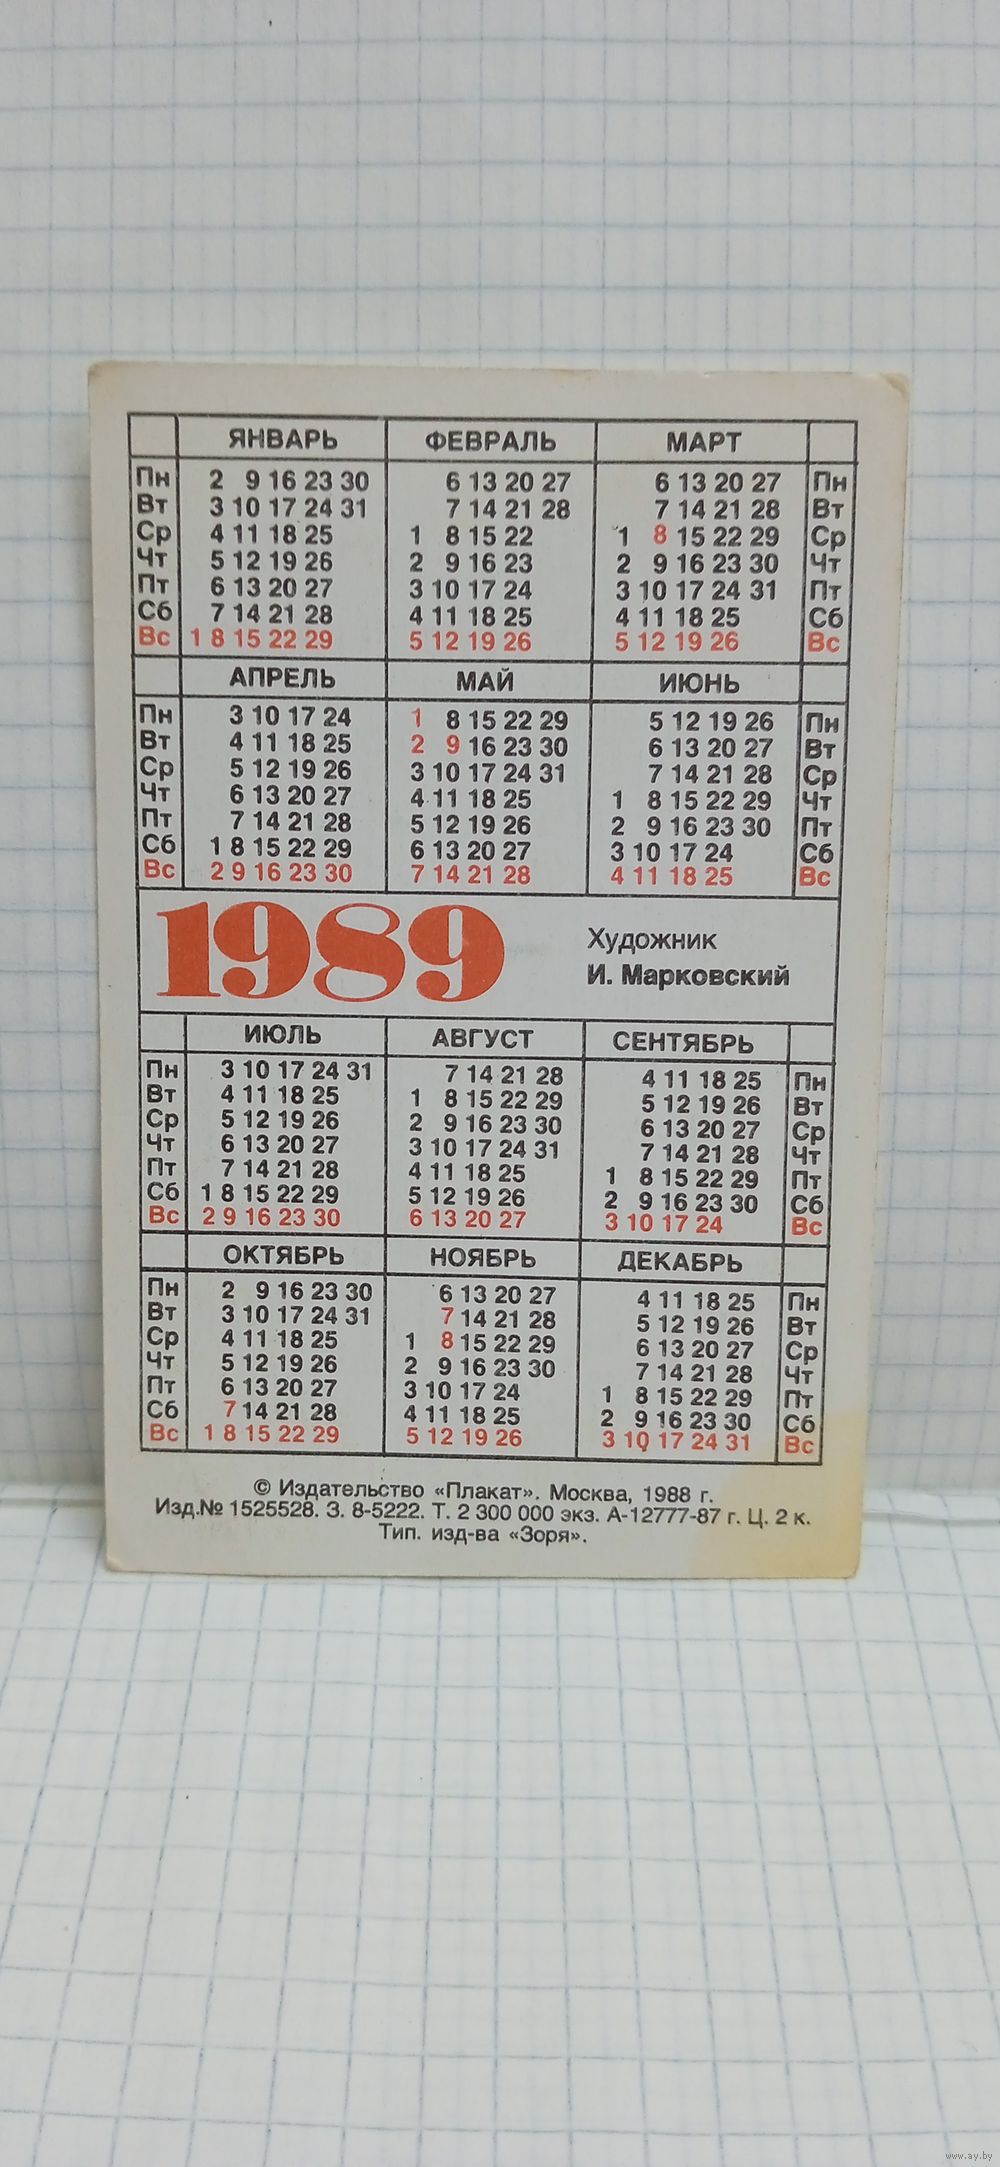 ЯНВАРЬ ФЕВРАЛЬ МАРТ
Пн 2 9 16 23 30 6 13 20 27 6 13 20 27 Пн
Вт 3 10 17 24 31 7 14 21 28 7 14 21 28 Вт
Ср 4 11 18 25 1 8 15 22 1 8 15 22 29 Ср
Чт 5 12 19 26 2 9 16 23 2 9 16 23 30 Чт
Пт 6 13 20 27 3 10 17 24 3 10 17 24 31 Пт
Сб 7 14 21 28 4 11 18 25 4 11 18 25 Сб
Вс 1 8 15 22 29 5 12 19 26 5 12 19 26 Вс
АПРЕЛЬ МАЙ ИЮНЬ
Пн 3 10 17 24 1 8 15 22 29 5 12 19 26 Пн
Вт 4 11 18 25 2 9 16 23 30 6 13 20 27 Вт
Ср 5 12 19 26 3 10 17 24 31 7 14 21 28 Ср
Чт 6 13 20 27 4 11 18 25 1 8 15 22 29 Чт
Пт 7 14 21 28 5 12 19 26 2 9 16 23 30 Пт
Сб 1 8 15 22 29 6 13 20 27 3 10 17 24 Сб
Вс 2 9 16 23 30 7 14 21 28 4 11 18 25 Вс
1989
Художник
И. Марковский
ИЮЛЬ АВГУСТ СЕНТЯБРЬ
Пн 3 10 17 24 31 7 14 21 28 4 11 18 25 Пн
Вт 4 11 18 25 1 8 15 22 29 5 12 19 26 Вт
Ср 5 12 19 26 2 9 16 23 30 6 13 20 27 Ср
Чт 6 13 20 27 3 10 17 24 31 7 14 21 28 Чт
Пт 7 14 21 28 4 11 18 25 1 8 15 22 29 Пт
Сб 1 8 15 22 29 5 12 19 26 2 9 16 23 30 Сб
Вс 2 9 16 23 30 6 13 20 27 3 10 17 24 Вс
ОКТЯБРЬ НОЯБРЬ ДЕКАБРЬ
Пн 2 9 16 23 30 6 13 20 27 4 11 18 25 Пн
Вт 3 10 17 24 31 7 14 21 28 5 12 19 26 Вт
Ср 4 11 18 25 1 8 15 22 29 6 13 20 27 Ср
Чт 5 12 19 26 2 9 16 23 30 7 14 21 28 Чт
Пт 6 13 20 27 3 10 17 24 1 8 15 22 29 Пт
Сб 7 14 21 28 4 11 18 25 2 9 16 23 30 Сб
Вс 1 8 15 22 29 5 12 19 26 3 10 17 24 31 Вс
© Издательство «Плакат». Москва, 1988 г.
Изд.№ 1525528. З. 8-5222. Т. 2 300 000 экз. А-12777-87 г. Ц. 2 к.
Тип. изд-ва «Зоря».
www.ay.by